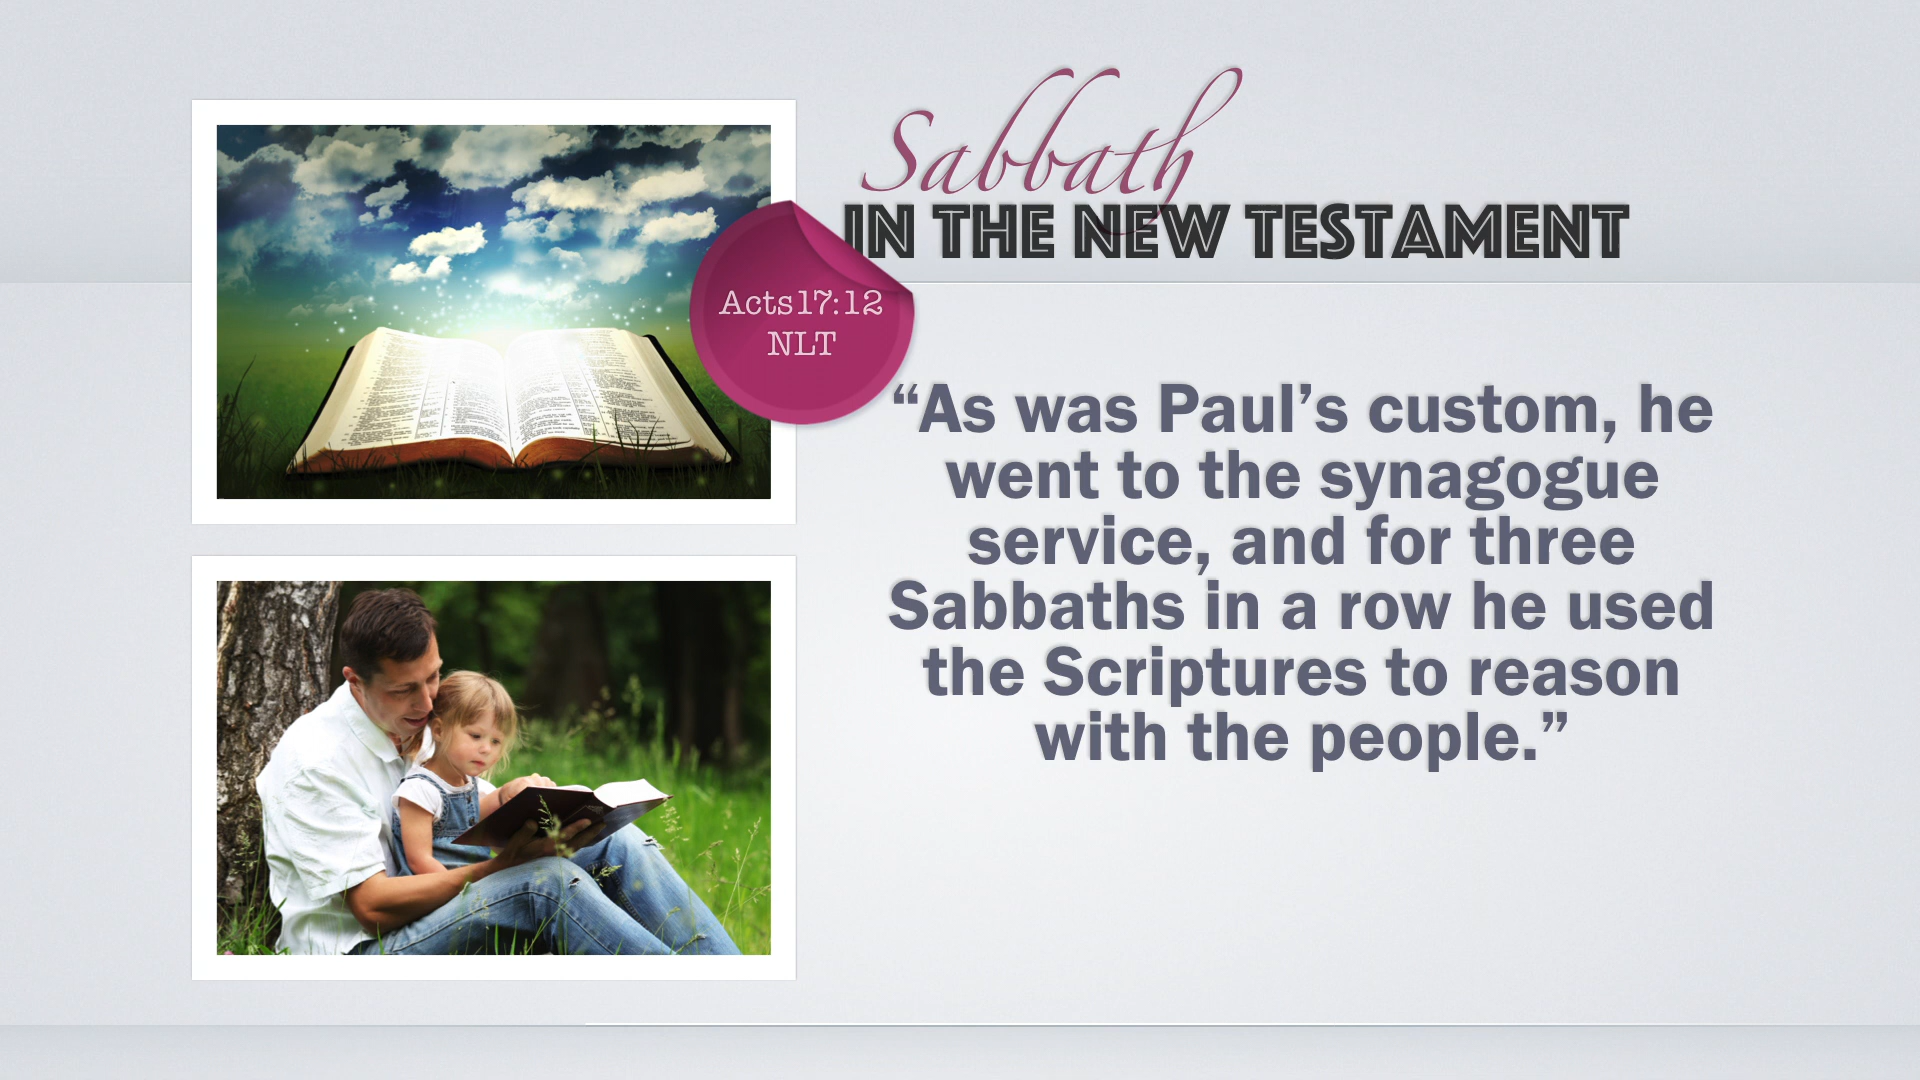 Sabbath
IN THE NEW TESTAMENT
Acts17:12
NLT
“As was Paul’s custom, he
went to the synagogue
service, and for three
Sabbaths in a row he used
the Scriptures to reason
with the people.”